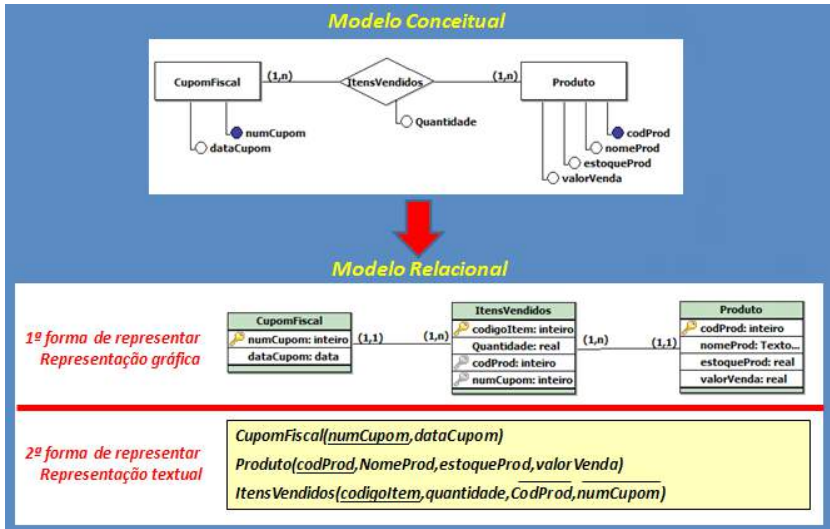 Modelo Conceitual
CupomFiscal
(1,n)
ItensVendidos
(1,n)
Produto
Quantidade
numCupom
dataCupom
codProd
nomeProd
estoqueProd
valorVenda
Modelo Relacional
1ª forma de representar
Representação gráfica
CupomFiscal
numCupom: inteiro
dataCupom: data
(1,1)
(1,n)
ItensVendidos
codigoItem: inteiro
Quantidade: real
codProd: inteiro
numCupom: inteiro
(1,n)
(1,1)
Produto
codProd: inteiro
nomeProd: Texto...
estoqueProd: real
valorVenda: real
2ª forma de representar
Representação textual
CupomFiscal(numCupom,dataCupom)
Produto(codProd,NomeProd,estoqueProd,valorVenda)
ItensVendidos(codigoItem,quantidade,CodProd,numCupom)